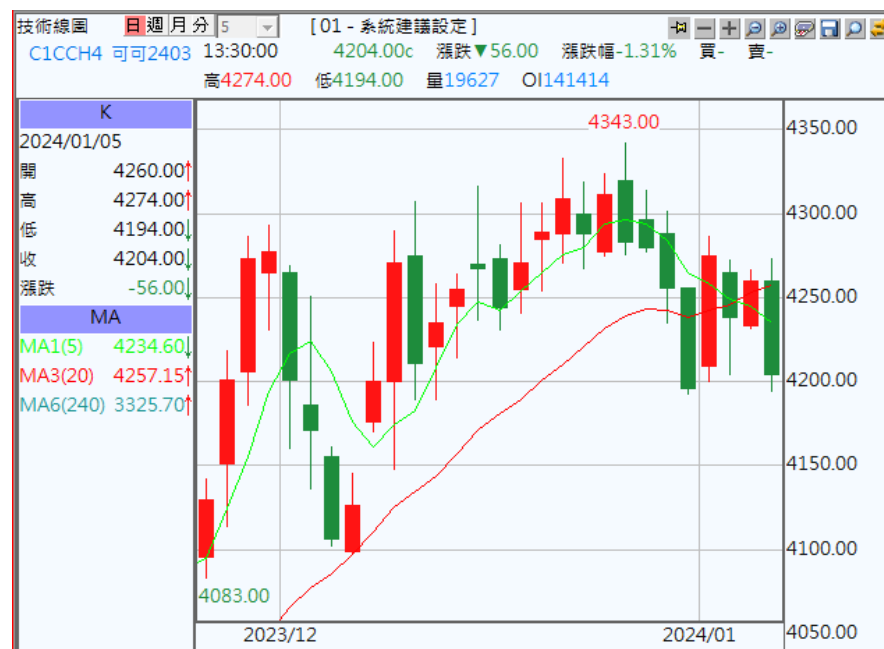 技術線圖 日 週 月 分 5 [ 01 - 系統建議設定 ]
C1CCH4 可可2403 13:30:00 4204.00c 漲跌▼56.00 漲跌幅-1.31% 買- 賣-
高4274.00 低4194.00 量19627 OI141414
K
2024/01/05
開 4260.00↑
高 4274.00↑
低 4194.00↓
收 4204.00↓
漲跌 -56.00↓
MA
MA1(5) 4234.60↓
MA3(20) 4257.15↑
MA6(240) 3325.70↑
4343.00
4083.00
4350.00
4300.00
4250.00
4200.00
4150.00
4100.00
4050.00
2023/12 2024/01